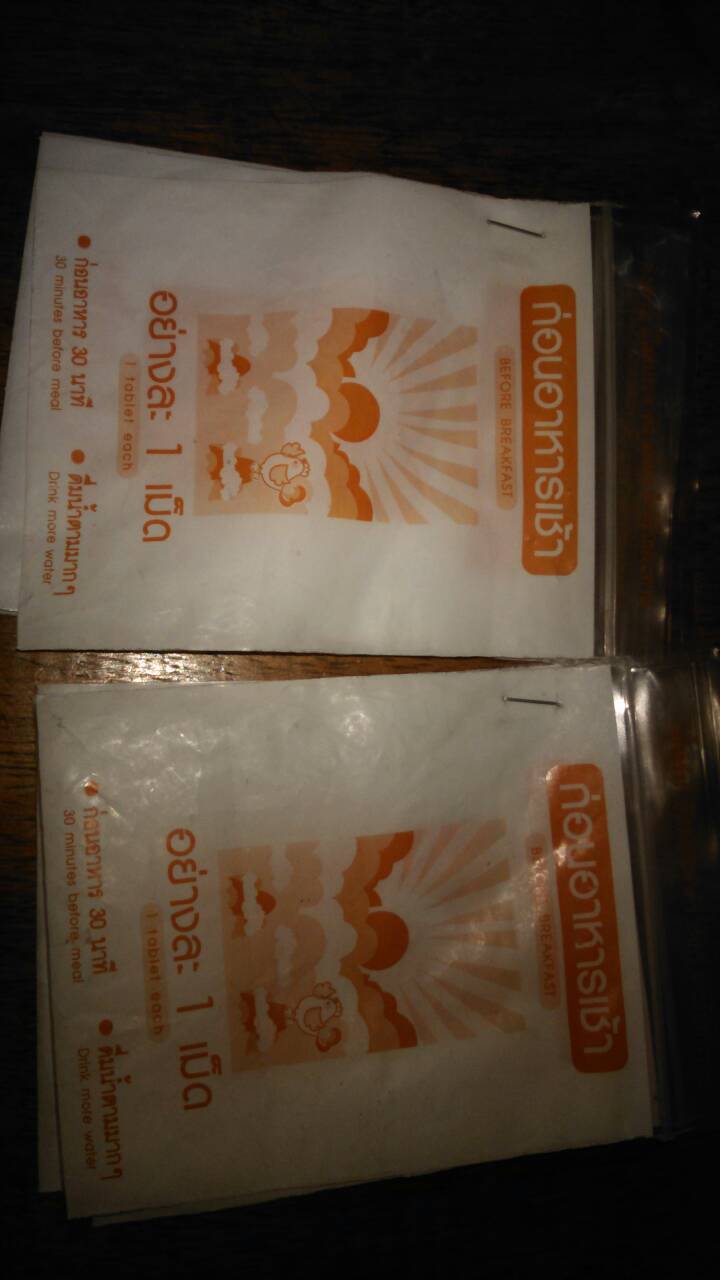 ก่อนอาหารเช้า
BEFORE BREAKFAST
อย่างละ 1 เม็ด
1 tablet each
• ก่อนอาหาร 30 นาที • ดื่มน้ำตามมากๆ
30 minutes before meal Drink more water
ก่อนอาหารเช้า
BEFORE BREAKFAST
อย่างละ 1 เม็ด
1 tablet each
• ก่อนอาหาร 30 นาที • ดื่มน้ำตามมากๆ
30 minutes before meal Drink more water